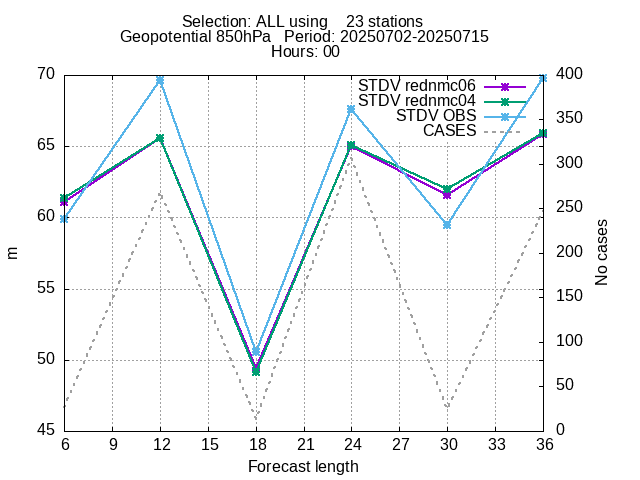 Selection: ALL using    23 stations
Geopotential 850hPa   Period: 20250702-20250715
Hours: 00
STDV rednmc06
STDV rednmc04
STDV OBS
CASES
70
65
60
55
50
45
400
350
300
250
200
150
100
50
0
m
No cases
6 9 12 15 18 21 24 27 30 33 36
Forecast length